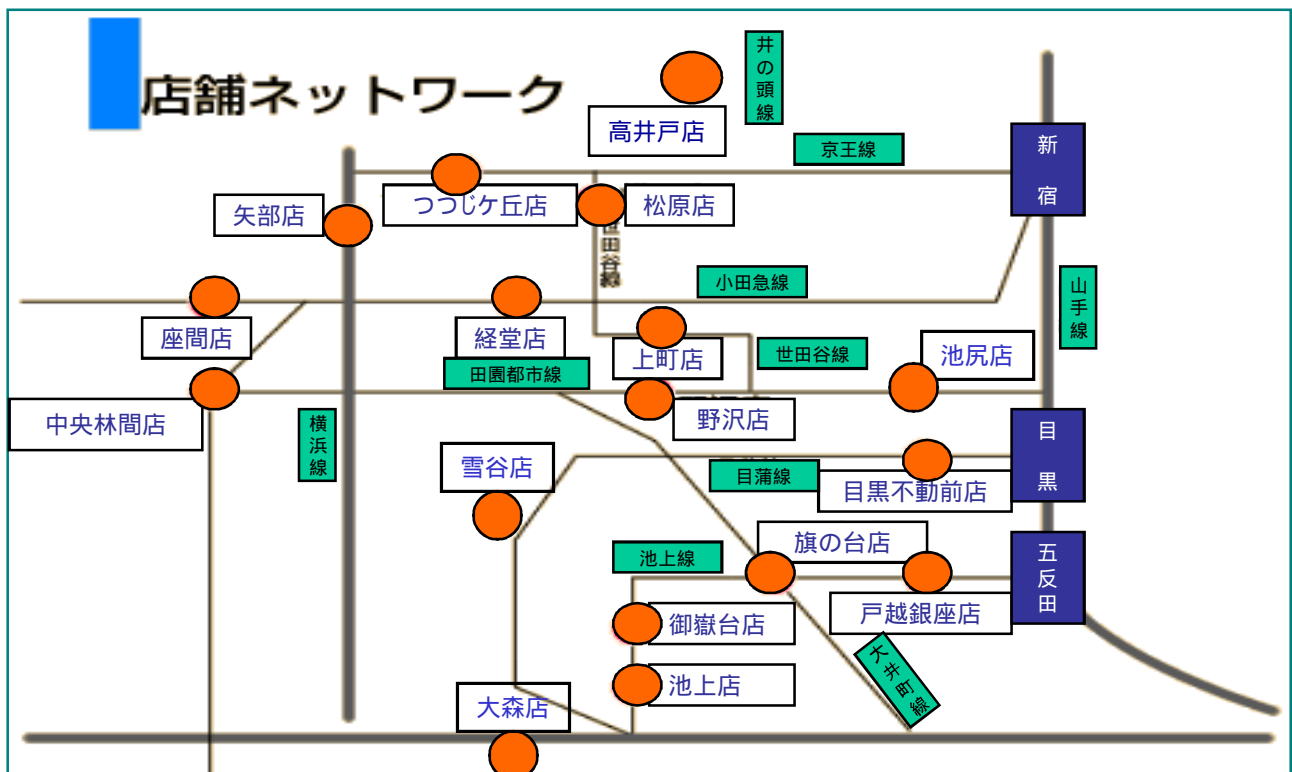 店舗ネットワーク
井の頭線
高井戸店
京王線
新宿
つつじケ丘店
松原店
矢部店
世田谷線
小田急線
山手線
座間店
経堂店
上町店
世田谷線
池尻店
田園都市線
中央林間店
横浜線
野沢店
目黒
雪谷店
目蒲線
目黒不動前店
旗の台店
五反田
池上線
御嶽台店
戸越銀座店
大井町線
池上店
大森店